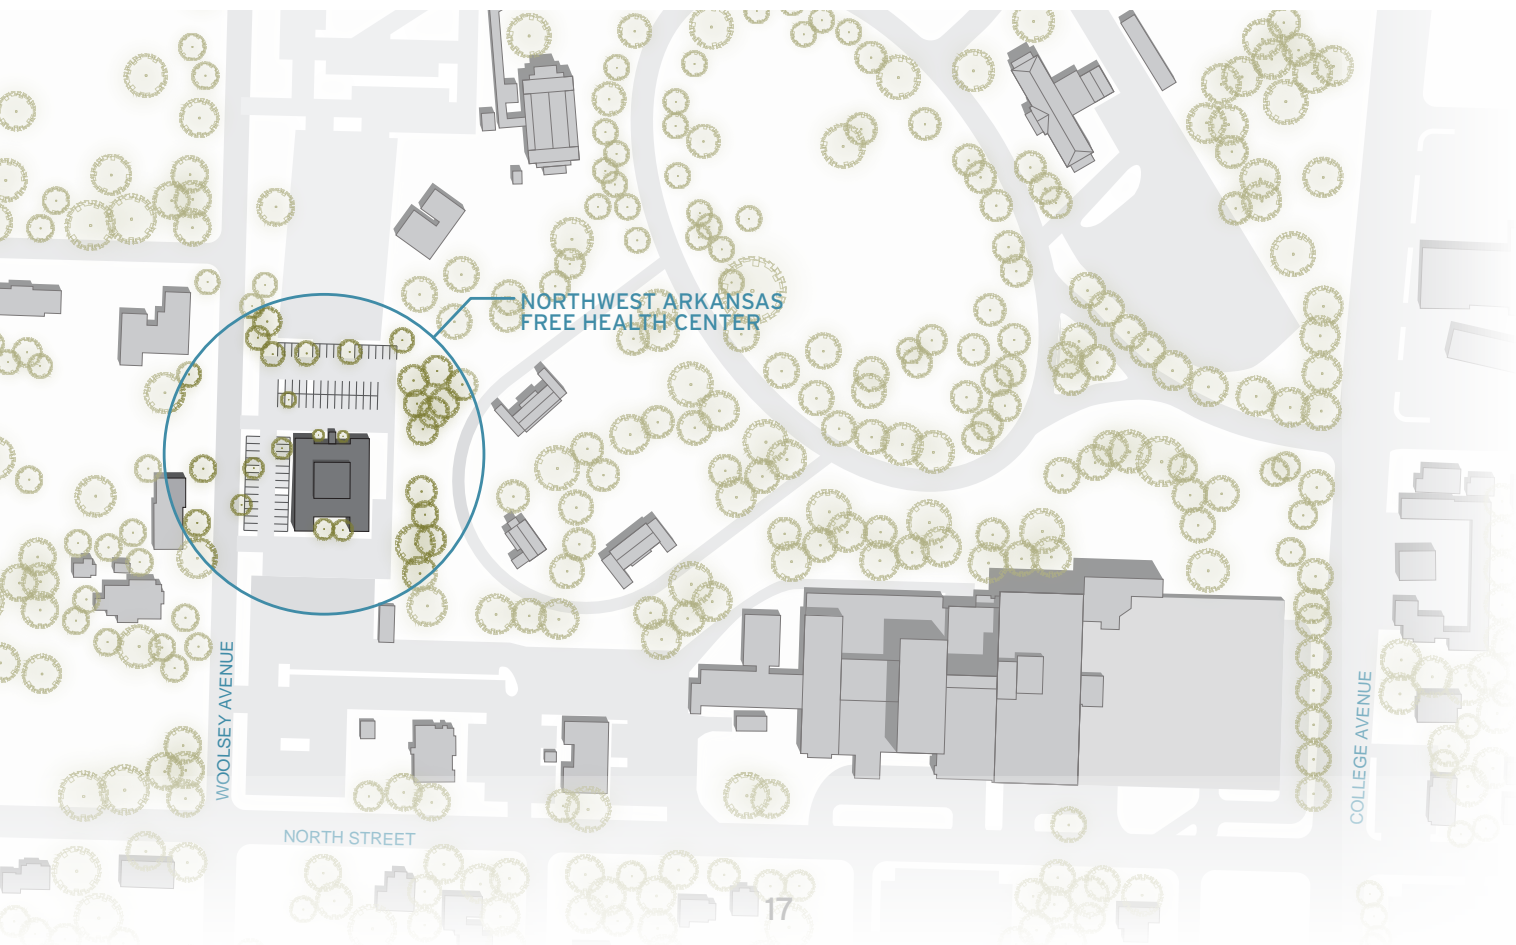 NORTHWEST ARKANSAS
FREE HEALTH CENTER
WOOLSEY AVENUE
COLLEGE AVENUE
NORTH STREET
17